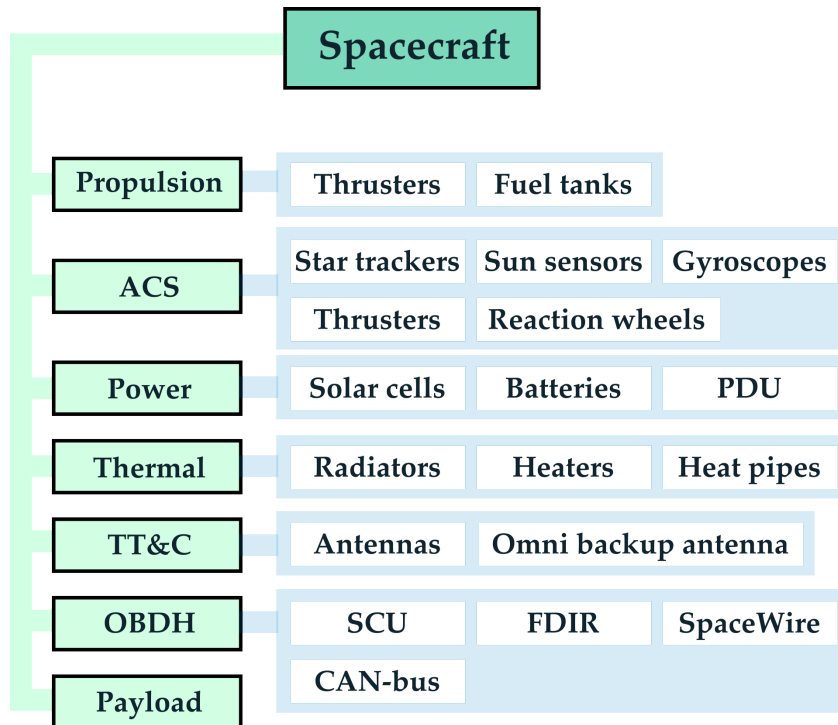 Spacecraft
Propulsion
Thrusters Fuel tanks
ACS
Star trackers Sun sensors Gyroscopes
Thrusters Reaction wheels
Power
Solar cells Batteries PDU
Thermal
Radiators Heaters Heat pipes
TT&C
Antennas Omni backup antenna
OBDH
SCU FDIR SpaceWire
CAN-bus
Payload